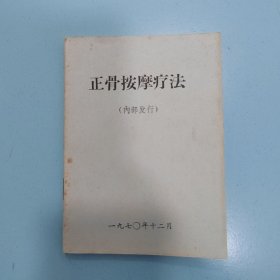 正骨按摩疗法
（内部发行）
一九七〇年十二月